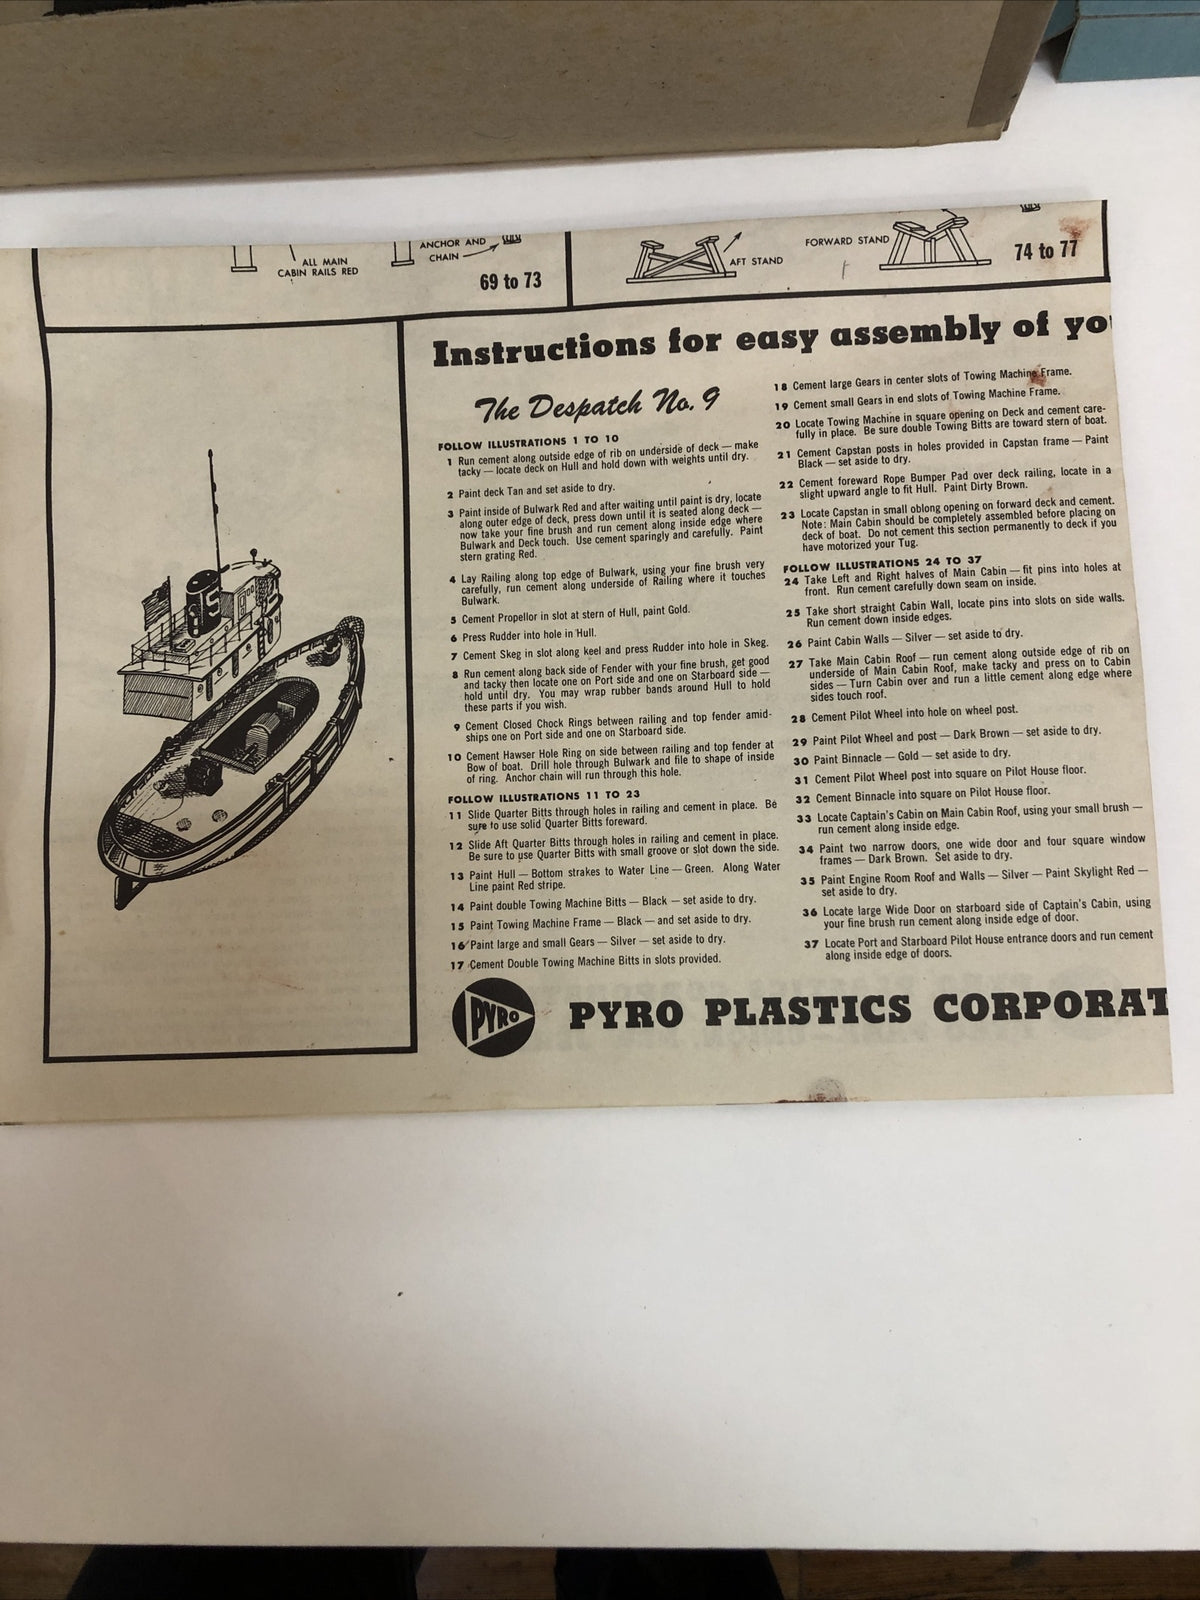 ALL MAIN
CABIN RAILS RED
ANCHOR AND
CHAIN
69 to 73
AFT STAND
FORWARD STAND
74 to 77
Instructions for easy assembly of yo
The Despatch No. 9
FOLLOW ILLUSTRATIONS 1 TO 10
1 Run cement along outside edge of rib on underside of deck — make
tacky — locate deck on Hull and hold down with weights until dry.
2 Paint deck Tan and set aside to dry.
3 Paint inside of Bulwark Red and after waiting until paint is dry, locate
along outer edge of deck, press down until it is seated along deck —
now take your fine brush and run cement along inside edge where
Bulwark and Deck touch. Use cement sparingly and carefully. Paint
stern grating Red.
4 Lay Railing along top edge of Bulwark, using your fine brush very
carefully, run cement along underside of Railing where it touches
Bulwark.
5 Cement Propellor in slot at stern of Hull, paint Gold.
6 Press Rudder into hole in Hull.
7 Cement Skeg in slot along keel and press Rudder into hole in Skeg.
8 Run cement along back side of Fender with your fine brush, get good
and tacky then locate one on Port side and one on Starboard side —
hold until dry. You may wrap rubber bands around Hull to hold
these parts if you wish.
9 Cement Closed Chock Rings between railing and top fender amid-
ships one on Port side and one on Starboard side.
10 Cement Hawser Hole Ring on side between railing and top fender at
Bow of boat. Drill hole through Bulwark and file to shape of inside
of ring. Anchor chain will run through this hole.
FOLLOW ILLUSTRATIONS 11 TO 23
11 Slide Quarter Bitts through holes in railing and cement in place. Be
sure to use solid Quarter Bitts foreward.
12 Slide Aft Quarter Bitts through holes in railing and cement in place.
Be sure to use Quarter Bitts with small groove or slot down the side.
13 Paint Hull — Bottom strakes to Water Line — Green. Along Water
Line paint Red stripe.
14 Paint double Towing Machine Bitts — Black — set aside to dry.
15 Paint Towing Machine Frame — Black — and set aside to dry.
16 Paint large and small Gears — Silver — set aside to dry.
17 Cement Double Towing Machine Bitts in slots provided.
18 Cement large Gears in center slots of Towing Machine Frame.
19 Cement small Gears in end slots of Towing Machine Frame.
20 Locate Towing Machine in square opening on Deck and cement care-
fully in place. Be sure double Towing Bitts are toward stern of boat.
21 Cement Capstan posts in holes provided in Capstan frame — Paint
Black — set aside to dry.
22 Cement foreward Rope Bumper Pad over deck railing, locate in a
slight upward angle to fit Hull. Paint Dirty Brown.
23 Locate Capstan in small oblong opening on forward deck and cement.
Note: Main Cabin should be completely assembled before placing on
deck of boat. Do not cement this section permanently to deck if you
have motorized your Tug.
FOLLOW ILLUSTRATIONS 24 TO 37
24 Take Left and Right halves of Main Cabin — fit pins into holes at
front. Run cement carefully down seam on inside.
25 Take short straight Cabin Wall, locate pins into slots on side walls.
Run cement down inside edges.
26 Paint Cabin Walls — Silver — set aside to dry.
27 Take Main Cabin Roof — run cement along outside edge of rib on
underside of Main Cabin Roof, make tacky and press on to Cabin
sides — Turn Cabin over and run a little cement along edge where
sides touch roof.
28 Cement Pilot Wheel into hole on wheel post.
29 Paint Pilot Wheel and post — Dark Brown — set aside to dry.
30 Paint Binnacle — Gold — set aside to dry.
31 Cement Pilot Wheel post into square on Pilot House floor.
32 Cement Binnacle into square on Pilot House floor.
33 Locate Captain's Cabin on Main Cabin Roof, using your small brush —
run cement along inside edge.
34 Paint two narrow doors, one wide door and four square window
frames — Dark Brown. Set aside to dry.
35 Paint Engine Room Roof and Walls — Silver — Paint Skylight Red —
set aside to dry.
36 Locate large Wide Door on starboard side of Captain's Cabin, using
your fine brush run cement along inside edge of door.
37 Locate Port and Starboard Pilot House entrance doors and run cement
along inside edge of doors.
PYRO
PYRO PLASTICS CORPORAT